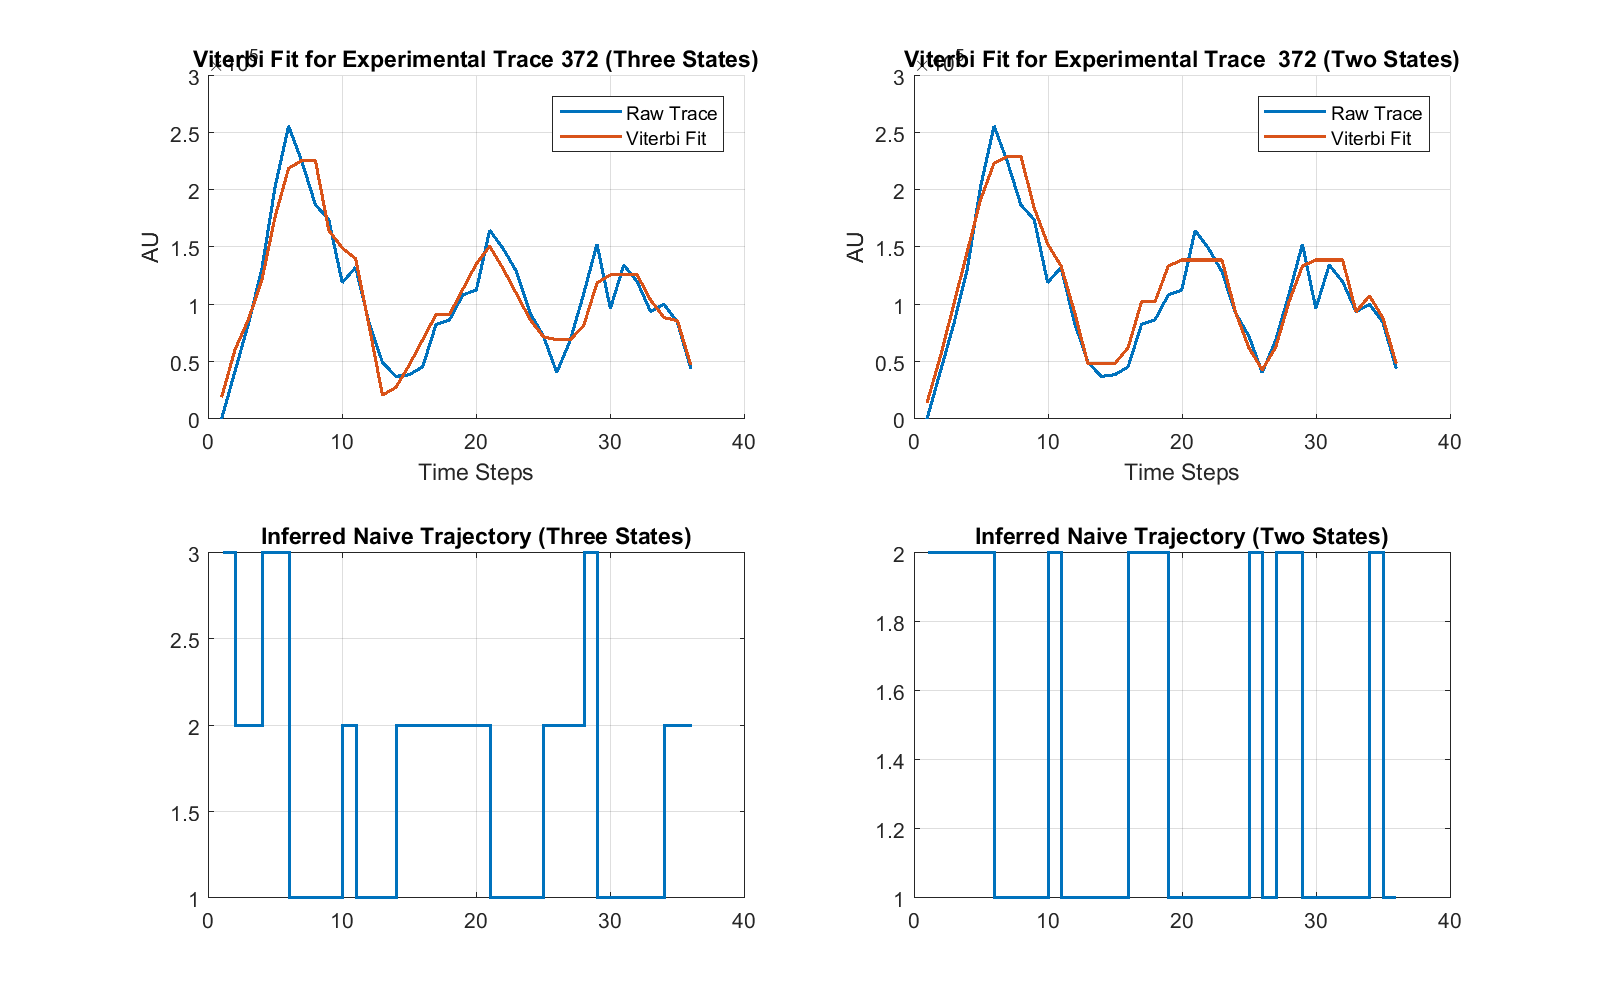 Viterbi Fit for Experimental Trace 372 (Three States)
×10^5
3
2.5
2
1.5
1
0.5
0
AU
Raw Trace
Viterbi Fit
0 10 20 30 40
Time Steps
Viterbi Fit for Experimental Trace  372 (Two States)
×10^5
3
2.5
2
1.5
1
0.5
0
AU
Raw Trace
Viterbi Fit
0 10 20 30 40
Time Steps
Inferred Naive Trajectory (Three States)
3
2.5
2
1.5
1
0 10 20 30 40
Inferred Naive Trajectory (Two States)
2
1.8
1.6
1.4
1.2
1
0 10 20 30 40